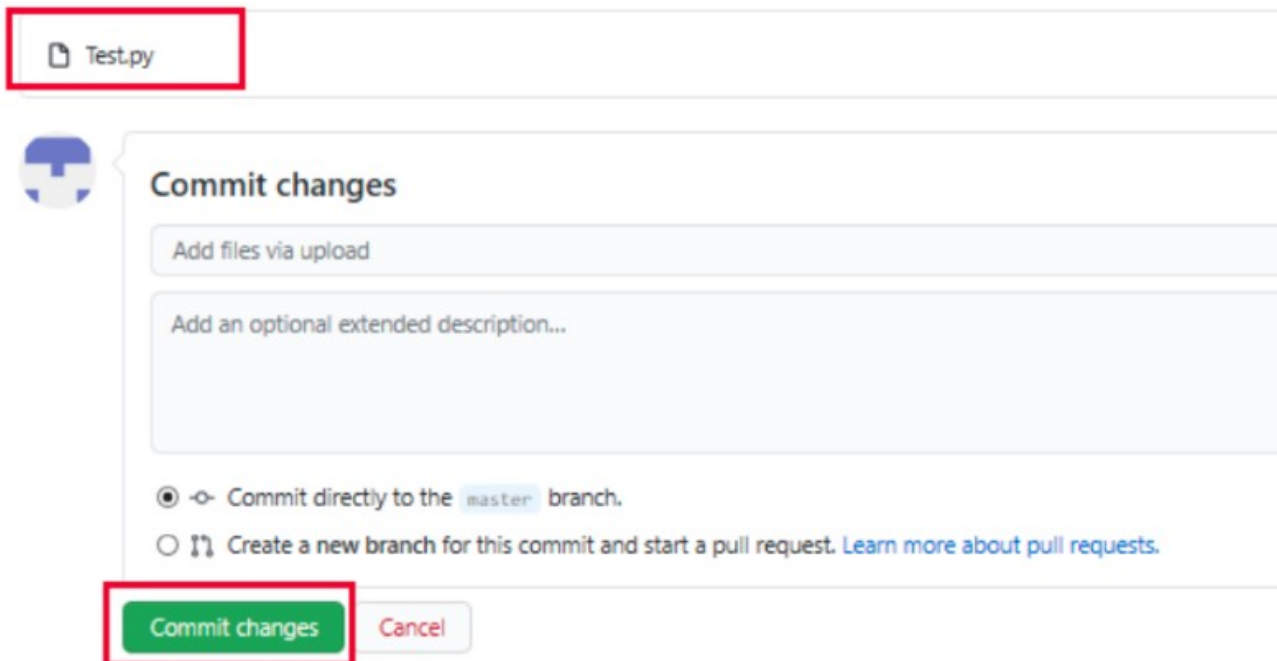 Test.py
Commit changes
Add files via upload
Add an optional extended description...
Commit directly to the master branch.
Create a new branch for this commit and start a pull request. Learn more about pull requests.
Commit changes Cancel